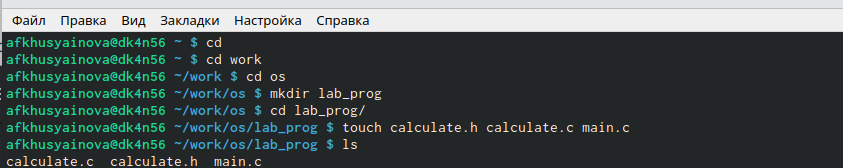 Файл Правка Вид Закладки Настройка Справка
afkhusyainova@dk4n56 ~ $ cd
afkhusyainova@dk4n56 ~ $ cd work
afkhusyainova@dk4n56 ~/work $ cd os
afkhusyainova@dk4n56 ~/work/os $ mkdir lab_prog
afkhusyainova@dk4n56 ~/work/os $ cd lab_prog/
afkhusyainova@dk4n56 ~/work/os/lab_prog $ touch calculate.h calculate.c main.c
afkhusyainova@dk4n56 ~/work/os/lab_prog $ ls
calculate.c  calculate.h  main.c